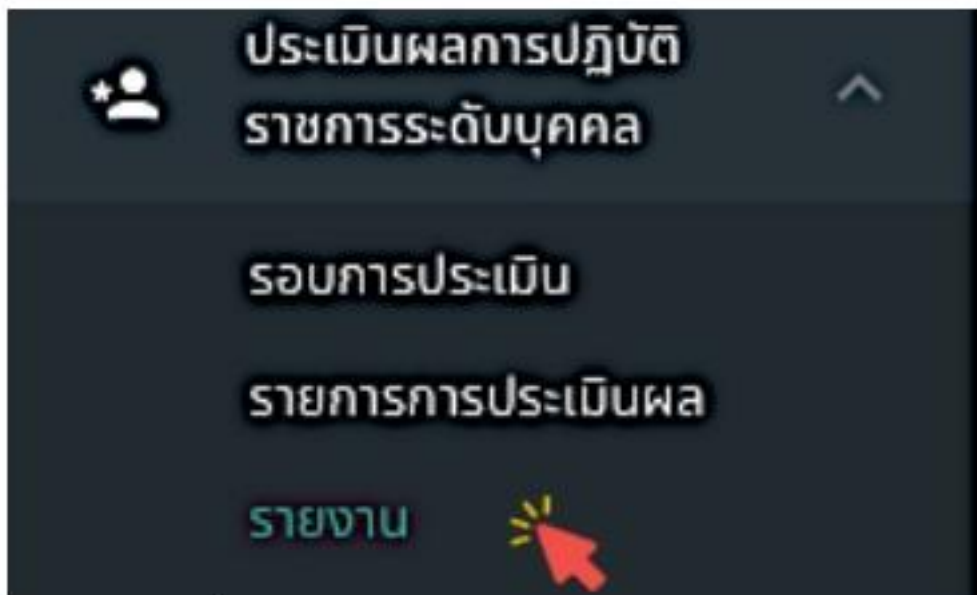 ประเมินผลการปฏิบัติ
ราชการระดับบุคคล
รอบการประเมิน
รายการการประเมินผล
รายงาน